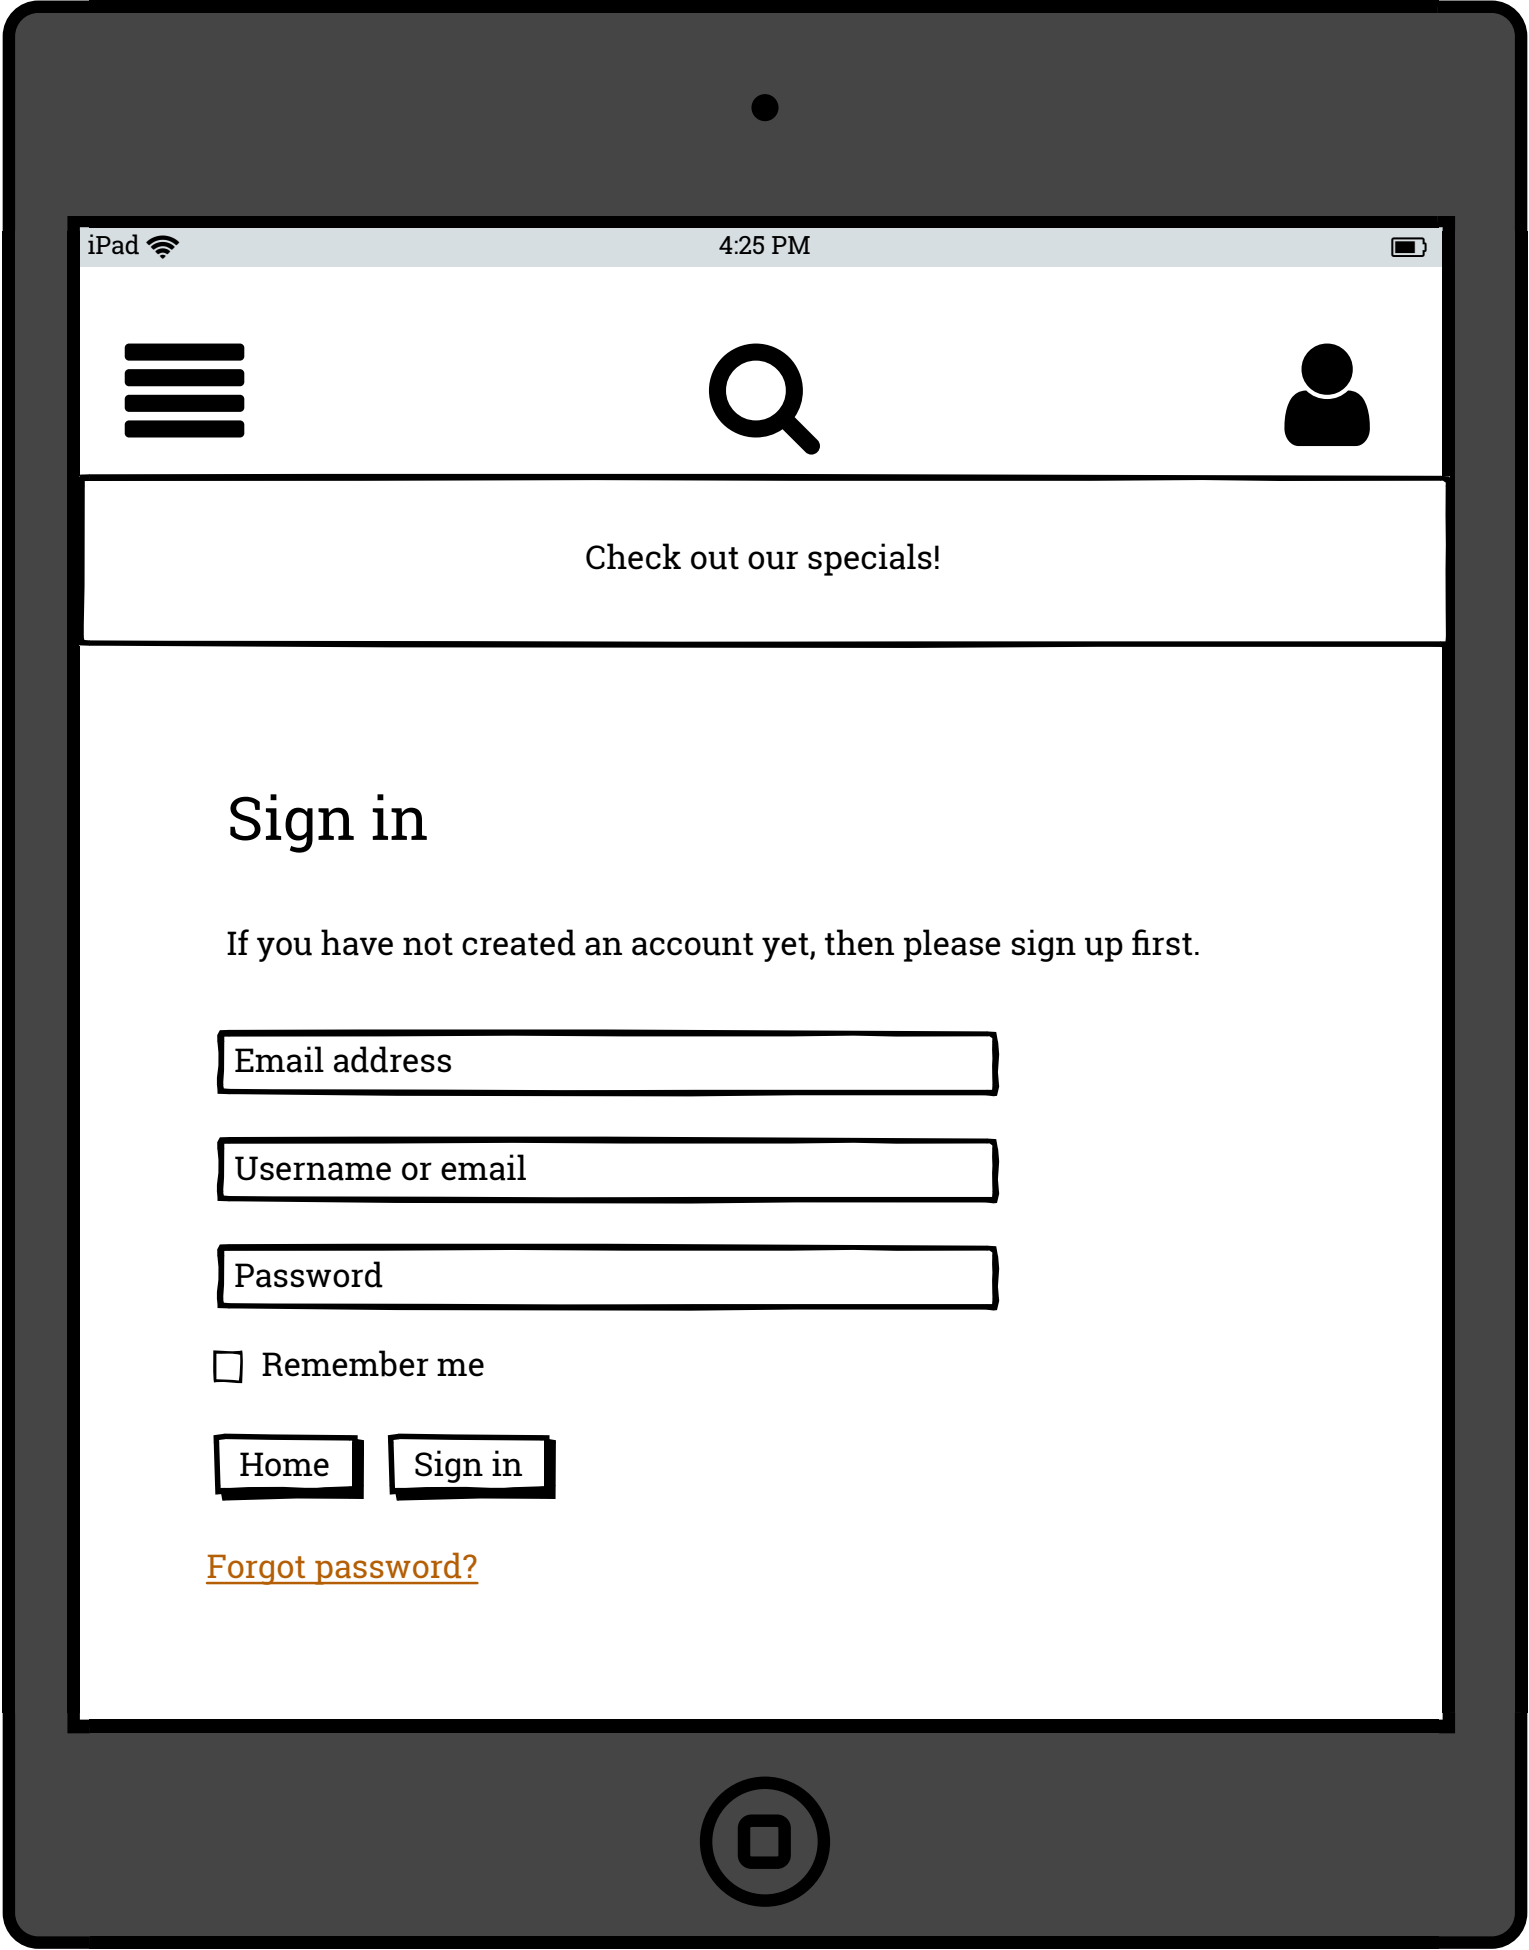 iPad
4:25 PM
Check out our specials!
Sign in
If you have not created an account yet, then please sign up first.
Email address
Username or email
Password
Remember me
Home
Sign in
Forgot password?